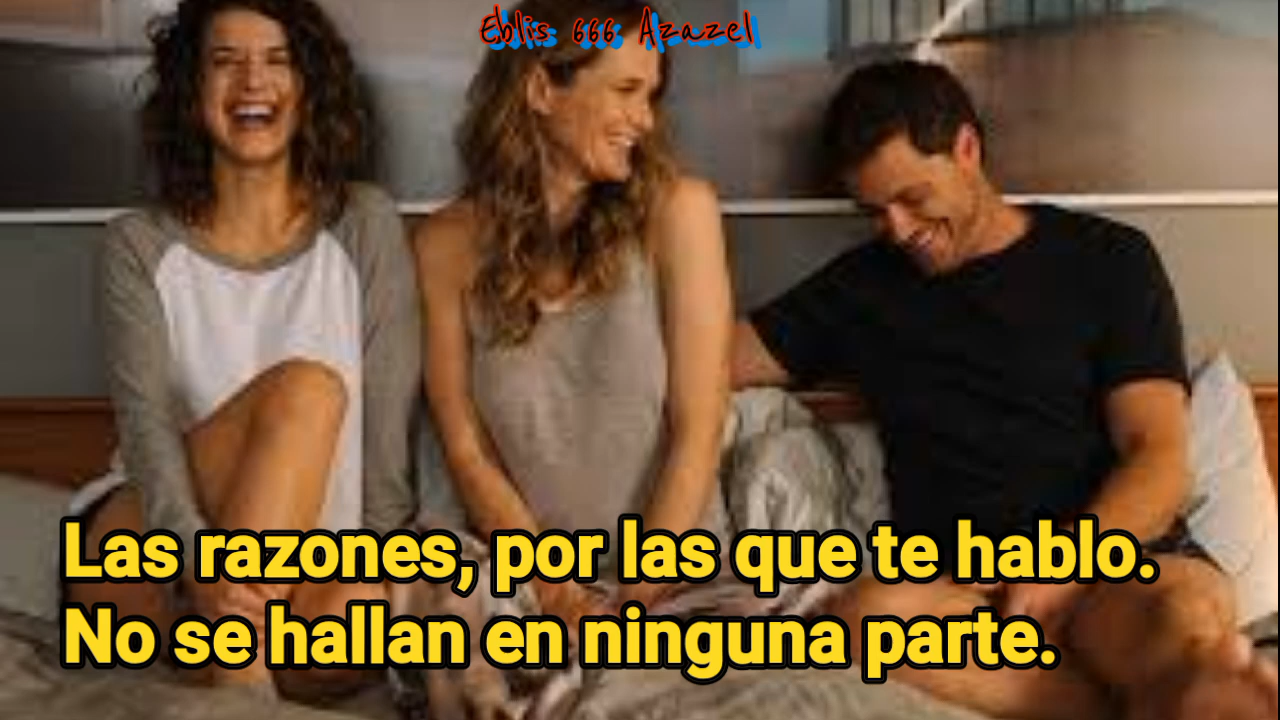 Eblis 666 Azazel
Las razones, por las que te hablo.
No se hallan en ninguna parte.